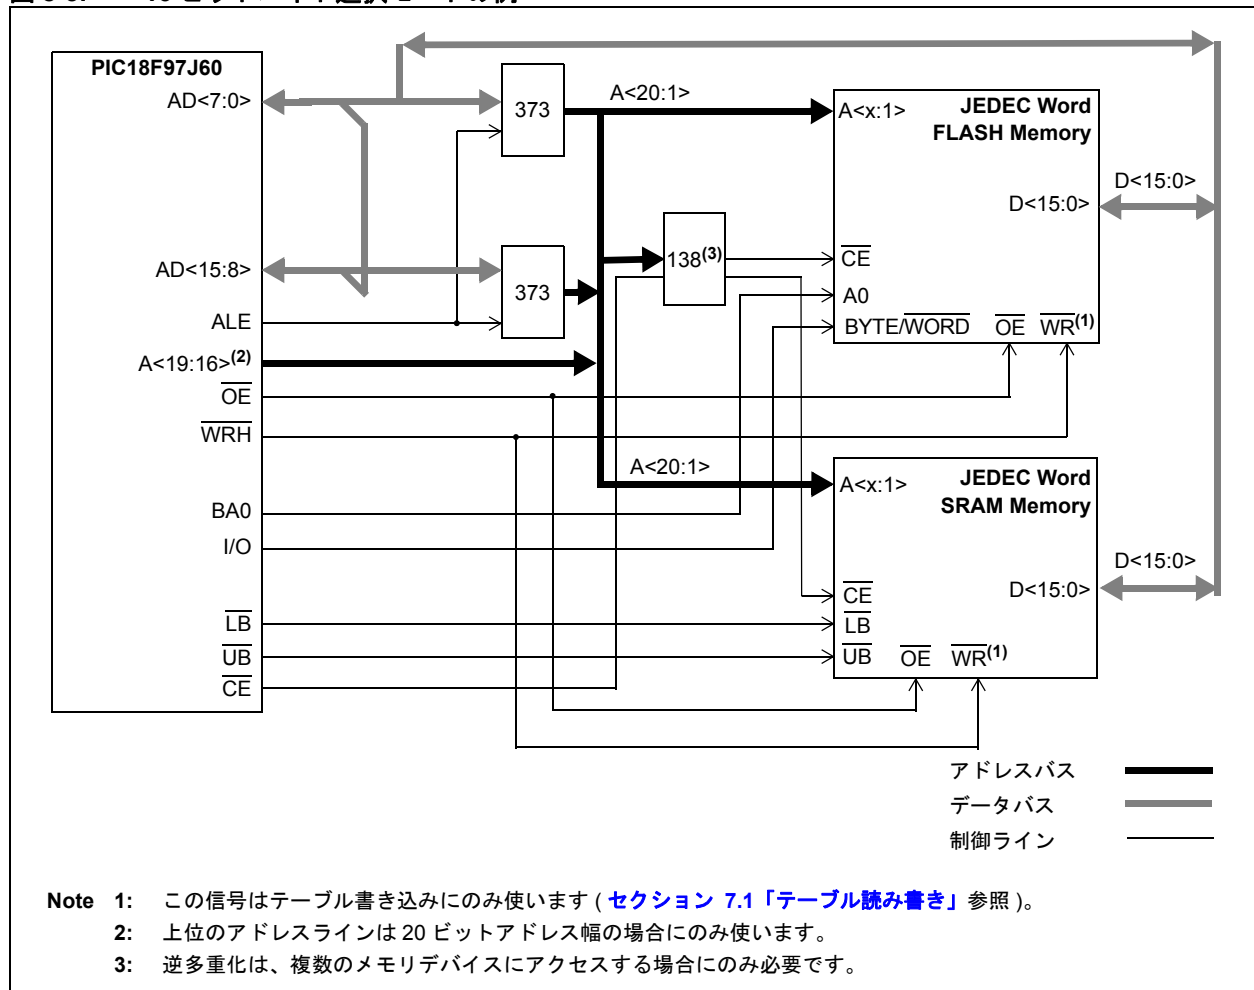 PIC18F97J60
AD<7:0>
AD<15:8>
ALE
A<19:16>(2)
OE
WRH
BA0
I/O
LB
UB
CE
373
373
A<20:1>
138(3)
A<20:1>
A<x:1>
JEDEC Word
FLASH Memory
D<15:0>
CE
A0
BYTE/WORD
OE
WR(1)
D<15:0>
A<x:1>
JEDEC Word
SRAM Memory
D<15:0>
CE
LB
UB
OE
WR(1)
D<15:0>
アドレスバス
データバス
制御ライン
Note 1: この信号はテーブル書き込みにのみ使います ( セクション 7.1「テーブル読み書き」参照 )。
2: 上位のアドレスラインは 20 ビットアドレス幅の場合にのみ使います。
3: 逆多重化は、複数のメモリデバイスにアクセスする場合にのみ必要です。